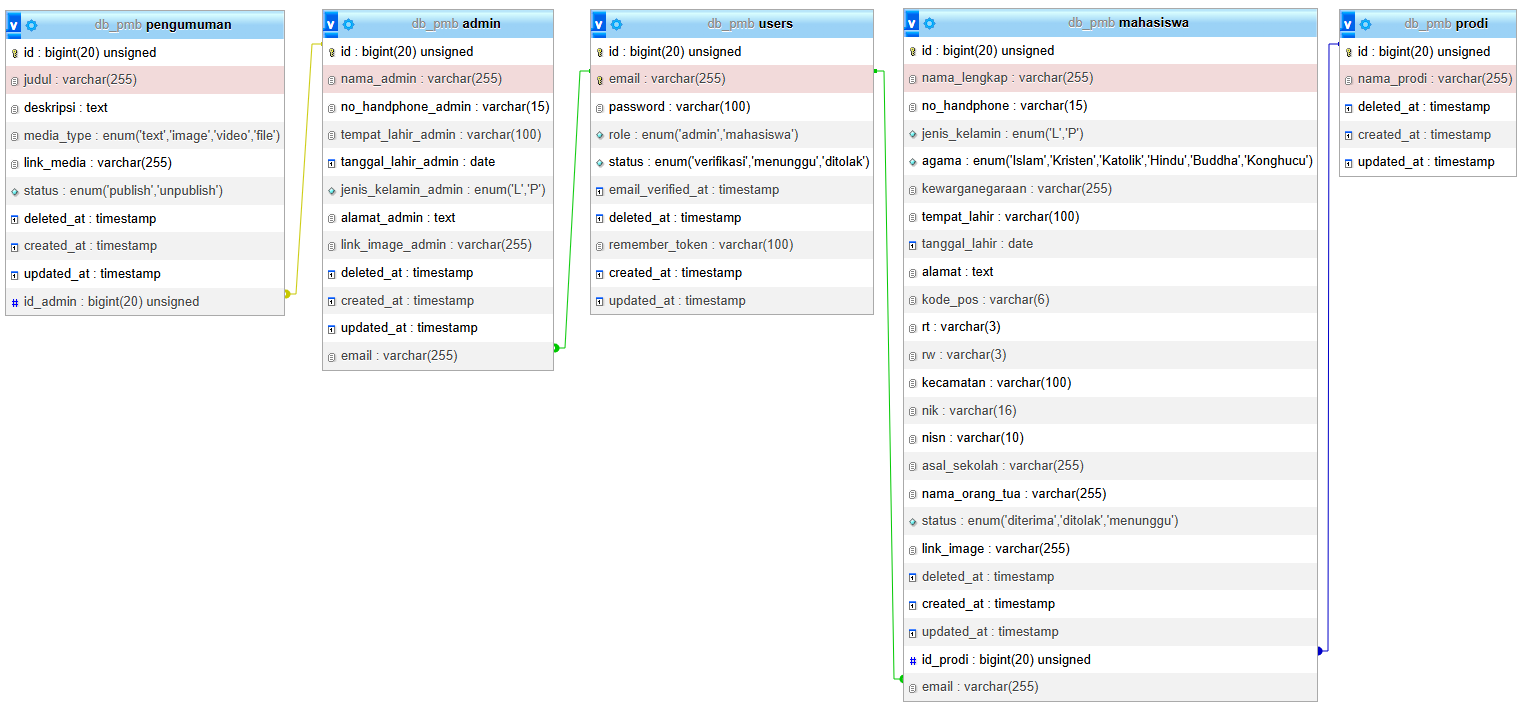 db_pmb pengumuman
id : bigint(20) unsigned
judul : varchar(255)
deskripsi : text
media_type : enum('text','image','video','file')
link_media : varchar(255)
status : enum('publish','unpublish')
deleted_at : timestamp
created_at : timestamp
updated_at : timestamp
id_admin : bigint(20) unsigned
db_pmb admin
id : bigint(20) unsigned
nama_admin : varchar(255)
no_handphone_admin : varchar(15)
tempat_lahir_admin : varchar(100)
tanggal_lahir_admin : date
jenis_kelamin_admin : enum('L','P')
alamat_admin : text
link_image_admin : varchar(255)
deleted_at : timestamp
created_at : timestamp
updated_at : timestamp
email : varchar(255)
db_pmb users
id : bigint(20) unsigned
email : varchar(255)
password : varchar(100)
role : enum('admin','mahasiswa')
status : enum('verifikasi','menunggu','ditolak')
email_verified_at : timestamp
deleted_at : timestamp
remember_token : varchar(100)
created_at : timestamp
updated_at : timestamp
db_pmb mahasiswa
id : bigint(20) unsigned
nama_lengkap : varchar(255)
no_handphone : varchar(15)
jenis_kelamin : enum('L','P')
agama : enum('Islam','Kristen','Katolik','Hindu','Buddha','Konghucu')
kewarganegaraan : varchar(255)
tempat_lahir : varchar(100)
tanggal_lahir : date
alamat : text
kode_pos : varchar(6)
rt : varchar(3)
rw : varchar(3)
kecamatan : varchar(100)
nik : varchar(16)
nisn : varchar(10)
asal_sekolah : varchar(255)
nama_orang_tua : varchar(255)
status : enum('diterima','ditolak','menunggu')
link_image : varchar(255)
deleted_at : timestamp
created_at : timestamp
updated_at : timestamp
id_prodi : bigint(20) unsigned
email : varchar(255)
db_pmb prodi
id : bigint(20) unsigned
nama_prodi : varchar(255)
deleted_at : timestamp
created_at : timestamp
updated_at : timestamp